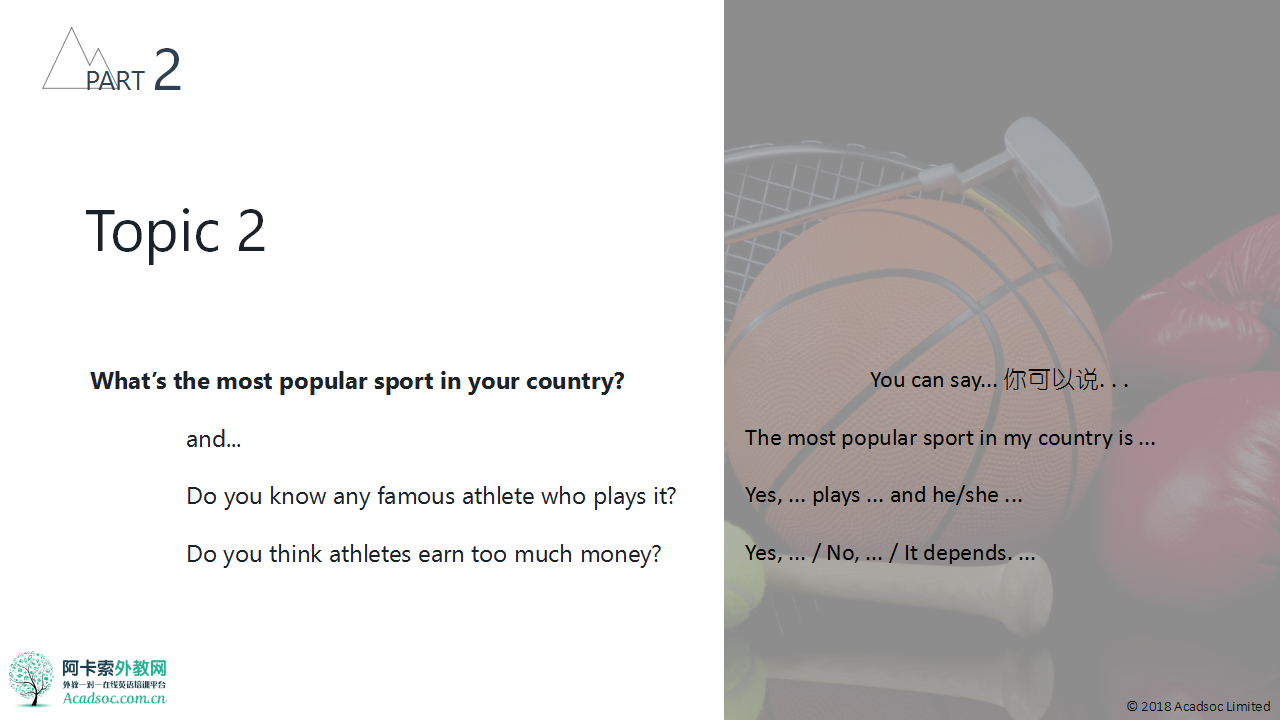 PART 2
Topic 2
What's the most popular sport in your country?
and...
Do you know any famous athlete who plays it?
Do you think athletes earn too much money?
You can say... 你可以说. . .
The most popular sport in my country is ...
Yes, ... plays ... and he/she ...
Yes, ... / No, ... / It depends. ...
阿卡索外教网
外教一对一在线英语培训平台
Acadsoc.com.cn
© 2018 Acadsoc Limited